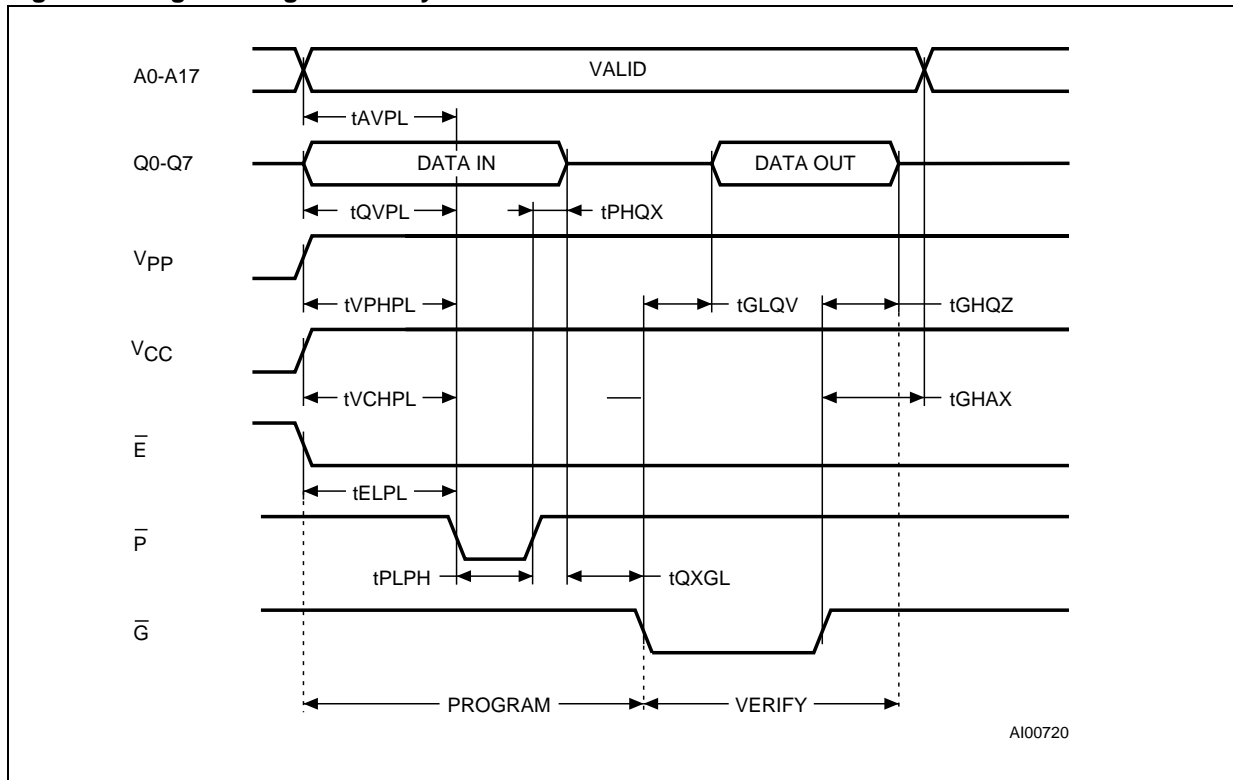 A0-A17
VALID
tAVPL
Q0-Q7
DATA IN
DATA OUT
tQVPL
tPHQX
VPP
tVPHPL
tGLQV
tGHQZ
VCC
tVCHPL
tGHAX
E̅
tELPL
P̅
tPLPH
tQXGL
G̅
PROGRAM
VERIFY
AI00720